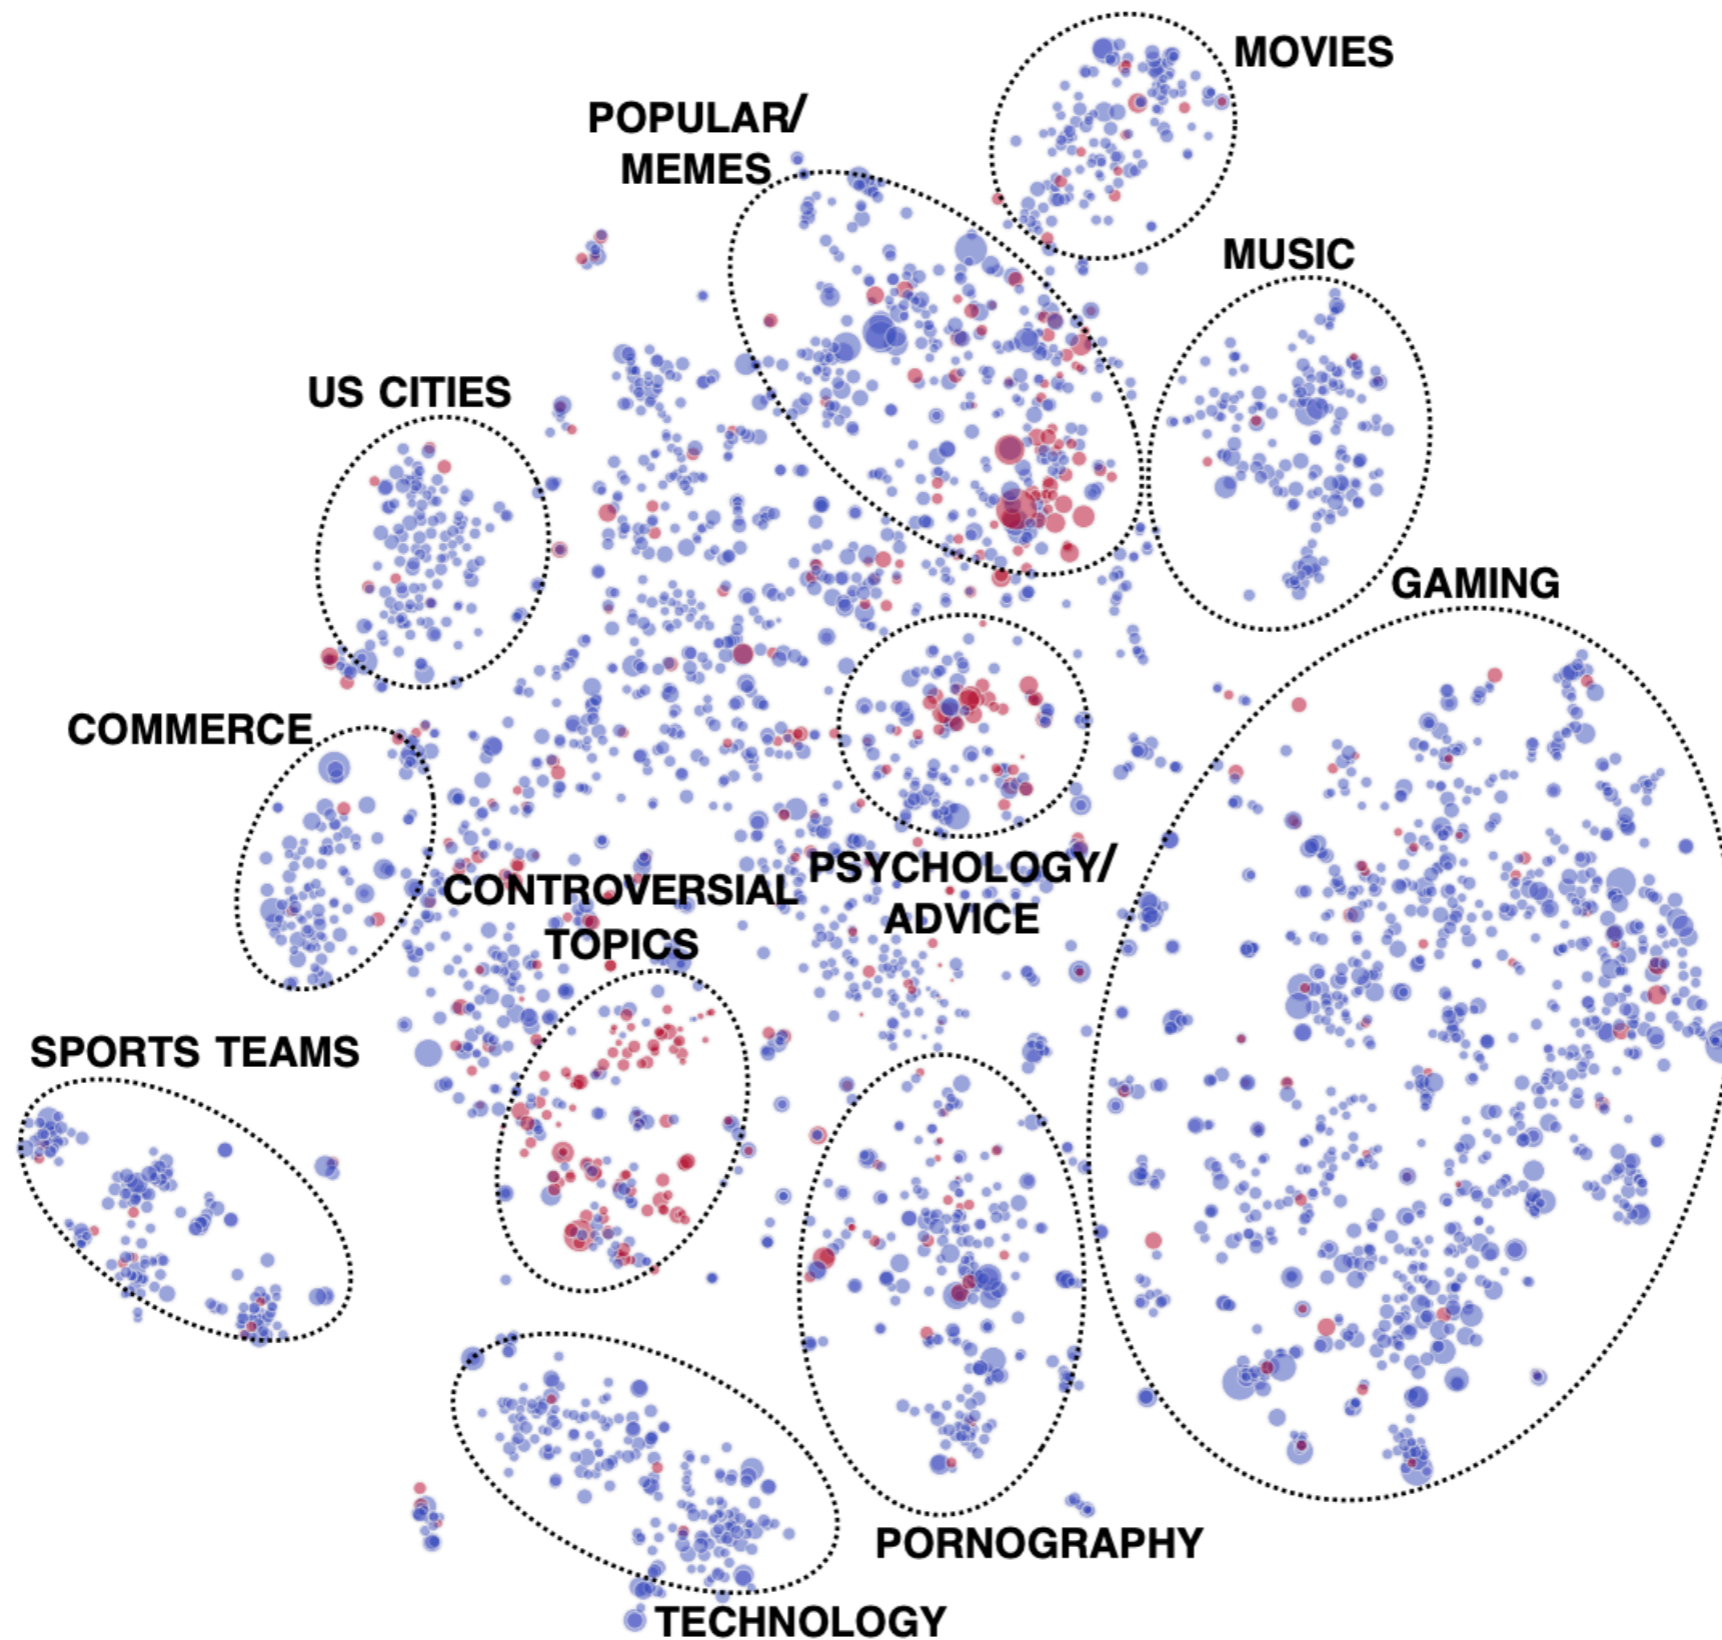 MOVIES
POPULAR/
MEMES
MUSIC
US CITIES
GAMING
COMMERCE
PSYCHOLOGY/
ADVICE
CONTROVERSIAL
TOPICS
SPORTS TEAMS
PORNOGRAPHY
TECHNOLOGY